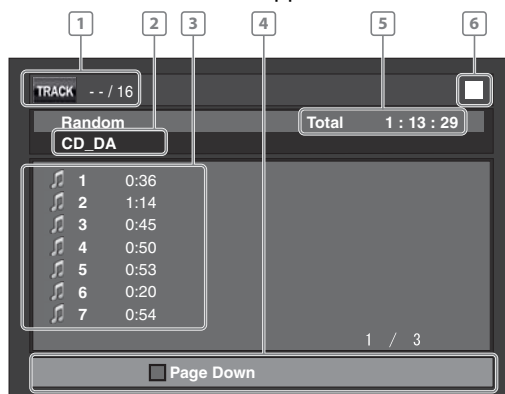 1 2 3 4 5 6
TRACK - - / 16
Random Total 1 : 13 : 29
CD_DA
1 0:36
2 1:14
3 0:45
4 0:50
5 0:53
6 0:20
7 0:54
1 / 3
Page Down